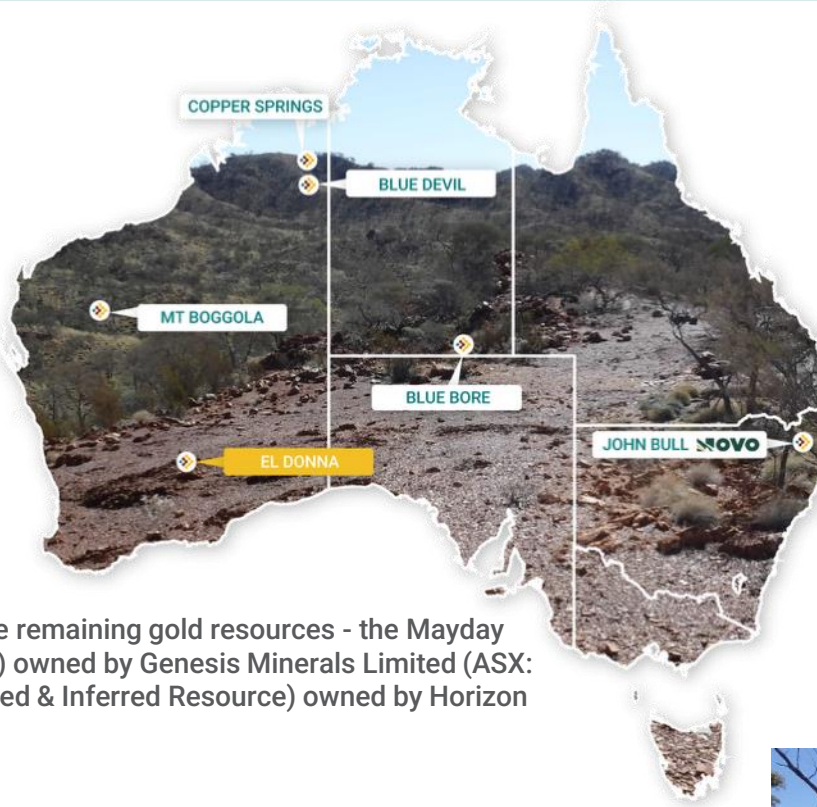 COPPER SPRINGS
BLUE DEVIL
MT BOGGOLA
BLUE BORE
JOHN BULL NOVO
EL DONNA
e remaining gold resources - the Mayday
) owned by Genesis Minerals Limited (ASX:
ed & Inferred Resource) owned by Horizon